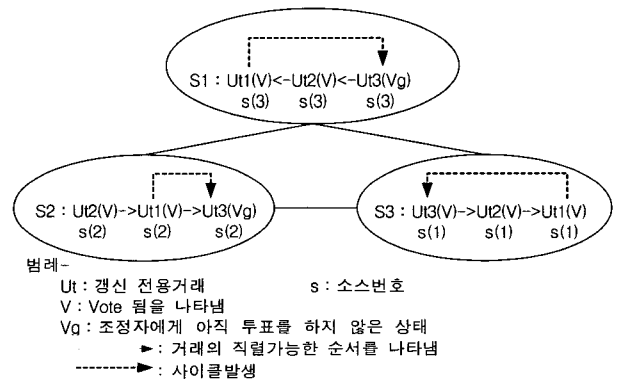 S1 : Ut1(V)<-Ut2(V)<-Ut3(Vg)
s(3) s(3) s(3)
S2 : Ut2(V)->Ut1(V)->Ut3(Vg)
s(2) s(2) s(2)
S3 : Ut3(V)->Ut2(V)->Ut1(V)
s(1) s(1) s(1)
범례-
Ut : 갱신 전용거래 s : 소스번호
V : Vote 됨을 나타냄
Vg : 조정자에게 아직 투표를 하지 않은 상태
: 거래의 직렬가능한 순서를 나타냄
: 사이클발생